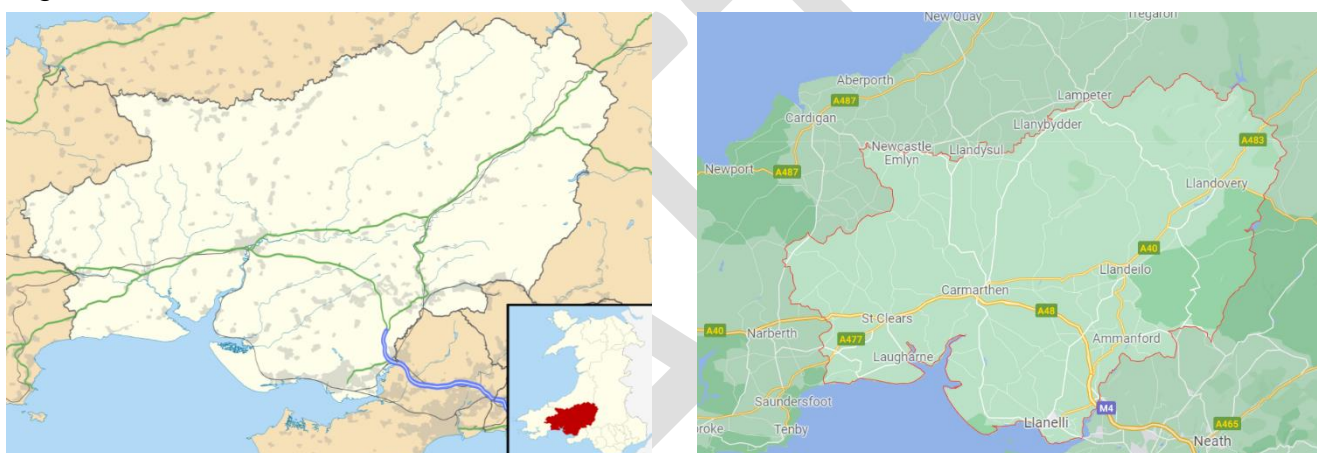 New Quay
Tregaron
Aberporth
A487
Lampeter
Cardigan
Llanybydder
A483
Newcastle
Emlyn
Llandysul
Newport
A487
Llandovery
A40
Llandeilo
Carmarthen
A48
St Clears
A40
Narberth
A477
Ammanford
Laugharne
Saundersfoot
M4
broke
Tenby
Llanelli
A465
Neath